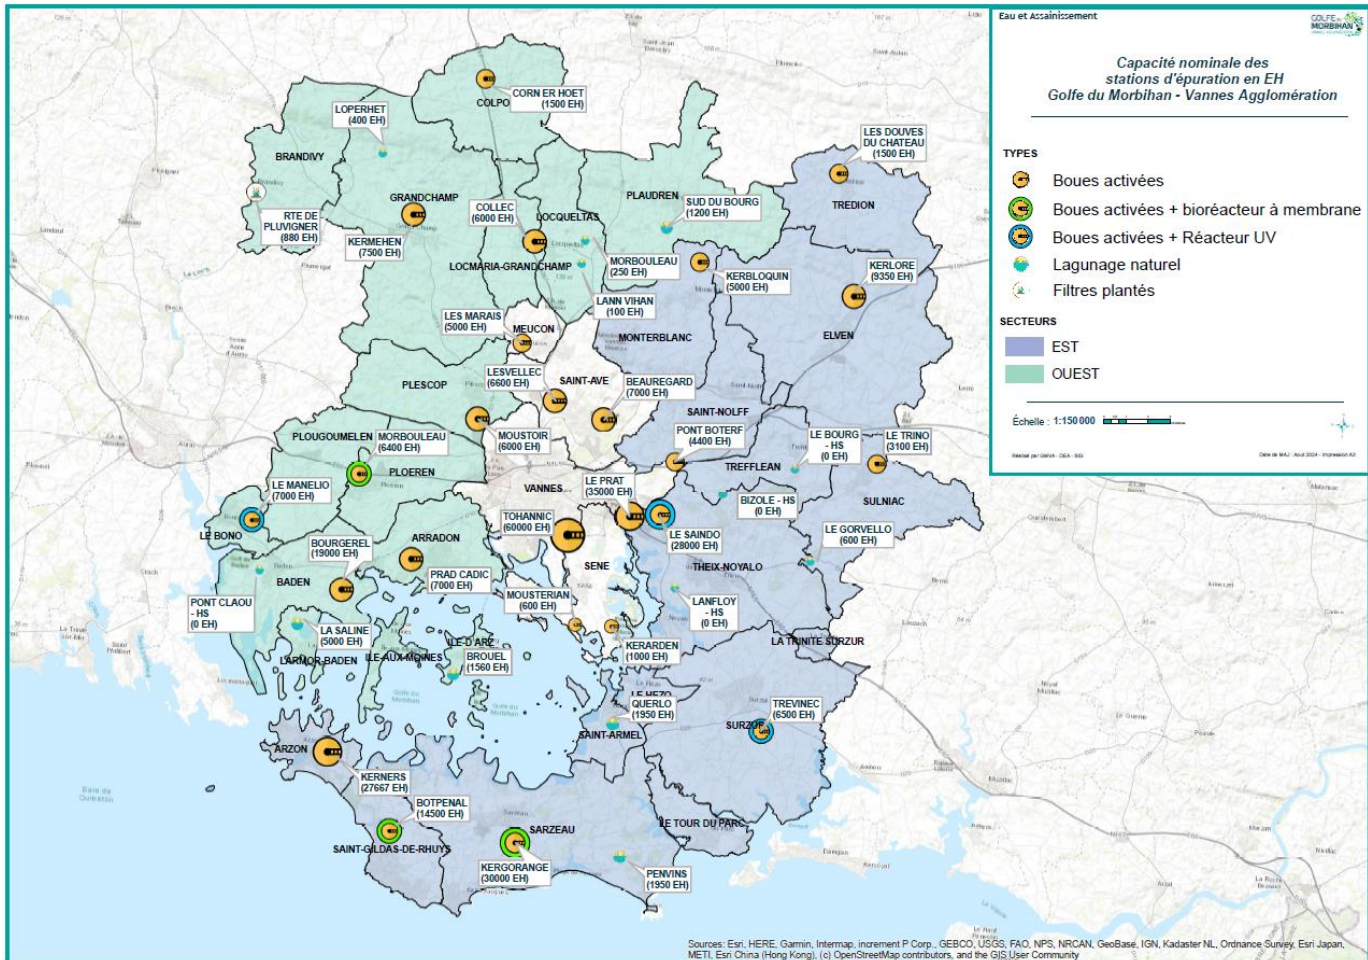 Eau et Assainissement
GOLFE DU
MORBIHAN
VANNES AGGLOMÉRATION
Capacité nominale des
stations d'épuration en EH
Golfe du Morbihan - Vannes Agglomération
TYPES
Boues activées
Boues activées + bioréacteur à membrane
Boues activées + Réacteur UV
Lagunage naturel
Filtres plantés
SECTEURS
EST
OUEST
Échelle : 1:150 000
CORN ER HOET
(1500 EH)
COLPO
LOPERHET
(400 EH)
BRANDIVY
LES DOUVES
DU CHATEAU
(1500 EH)
TREDION
GRANDCHAMP
COLLEC
(6000 EH)
LOCQUELTAS
PLAUDREN
SUD DU BOURG
(1200 EH)
RTE DE
PLUVIGNER
(880 EH)
KERMEHEN
(7500 EH)
LOCMARIA-GRANDCHAMP
MORBOULEAU
(250 EH)
KERBLOQUIN
(5000 EH)
KERLORE
(9350 EH)
LANN VIHAN
(100 EH)
LES MARAIS
(5000 EH)
MEUCON
MONTERBLANC
ELVEN
LESVELLEC
(6600 EH)
SAINT-AVE
BEAUREGARD
(7000 EH)
PLESCOP
SAINT-NOLFF
MOUSTOIR
(6000 EH)
PONT BOTERF
(4400 EH)
LE BOURG
- HS
(0 EH)
LE TRINO
(3100 EH)
PLOUGOUMELEN
MORBOULEAU
(6400 EH)
PLOEREN
TREFFLEAN
VANNES
LE PRAT
(35000 EH)
BIZOLE - HS
(0 EH)
SULNIAC
LE MANELIO
(7000 EH)
LE BONO
TOHANNIC
(60000 EH)
LE SAINDO
(28000 EH)
LE GORVELLO
(600 EH)
BOURGEREL
(19000 EH)
ARRADON
THEIX-NOYALO
SENE
BADEN
PRAD CADIC
(7000 EH)
MOUSTERIAN
(600 EH)
LANFLOY
- HS
(0 EH)
PONT CLAOU
- HS
(0 EH)
LA SALINE
(5000 EH)
ILE-D'ARZ
KERARDEN
(1000 EH)
LA TRINITE SURZUR
LARMOR-BADEN
ILE-AUX-MOINES
BROUEL
(1560 EH)
LE HEZO
QUERLO
(1950 EH)
TREVINEC
(6500 EH)
SURZUR
SAINT-ARMEL
ARZON
KERNERS
(27667 EH)
BOTPENAL
(14500 EH)
SARZEAU
LE TOUR DU PARC
SAINT-GILDAS-DE-RHUYS
KERGORANGE
(30000 EH)
PENVINS
(1950 EH)
Sources: Esri, HERE, Garmin, Intermap, increment P Corp., GEBCO, USGS, FAO, NPS, NRCAN, GeoBase, IGN, Kadaster NL, Ordnance Survey, Esri Japan,
METI, Esri China (Hong Kong), (c) OpenStreetMap contributors, and the GIS User Community